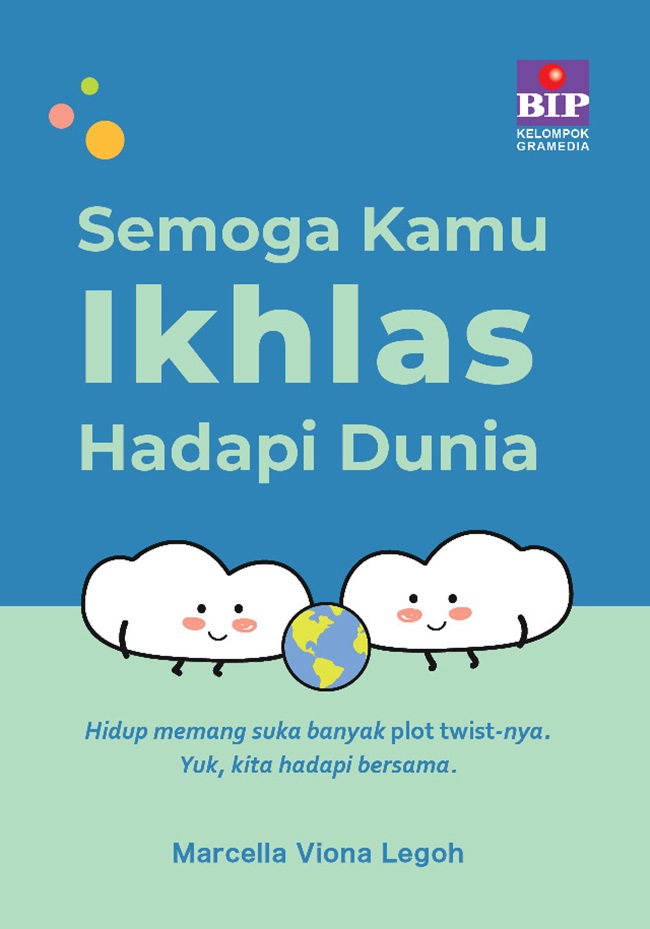 BIP
KELOMPOK
GRAMEDIA
Semoga Kamu
Ikhlas
Hadapi Dunia
Hidup memang suka banyak plot twist-nya.
Yuk, kita hadapi bersama.
Marcella Viona Legoh